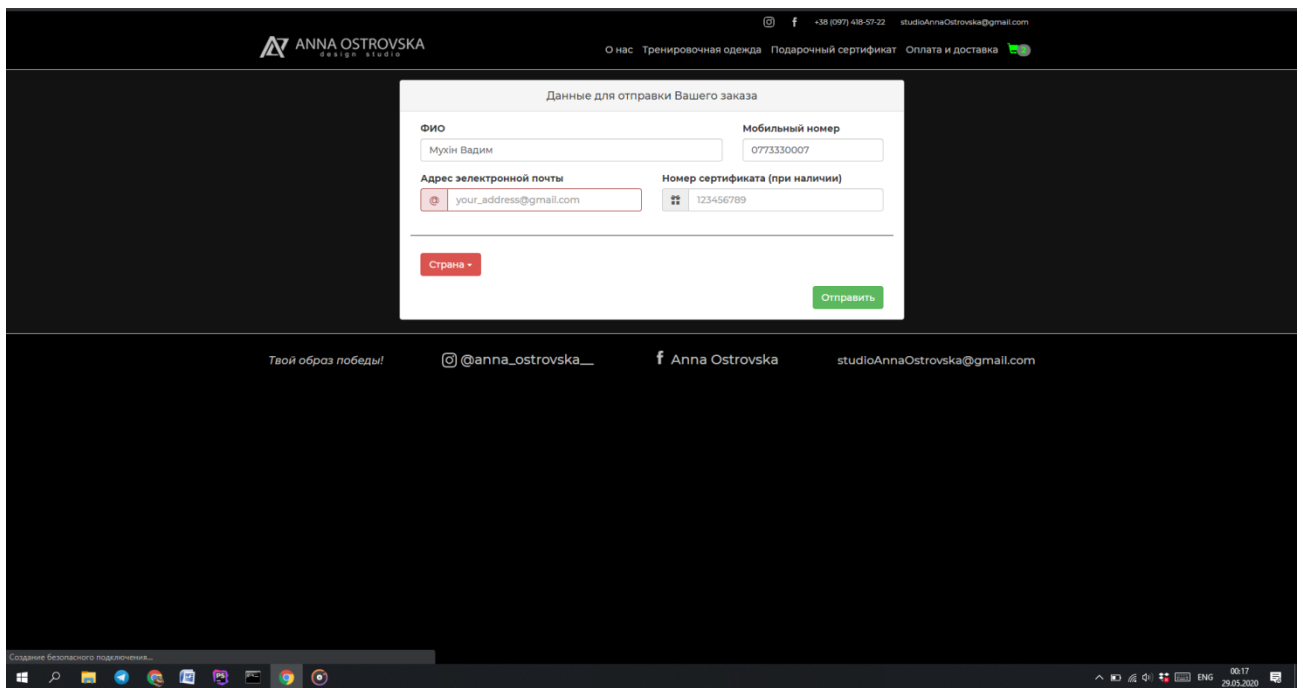 +38 (097) 418-57-22 studioAnnaOstrovska@gmail.com
ANNA OSTROVSKA
design studio
О нас Тренировочная одежда Подарочный сертификат Оплата и доставка 2
Данные для отправки Вашего заказа
ФИО Мобильный номер
Мухін Вадим 0773330007
Адрес эелектронной почты Номер сертификата (при наличии)
@ your_address@gmail.com 123456789
Страна
Отправить
Твой образ победы! @anna_ostrovska__ Anna Ostrovska studioAnnaOstrovska@gmail.com
Создание безопасного подключения...
ENG 00:17
29.05.2020